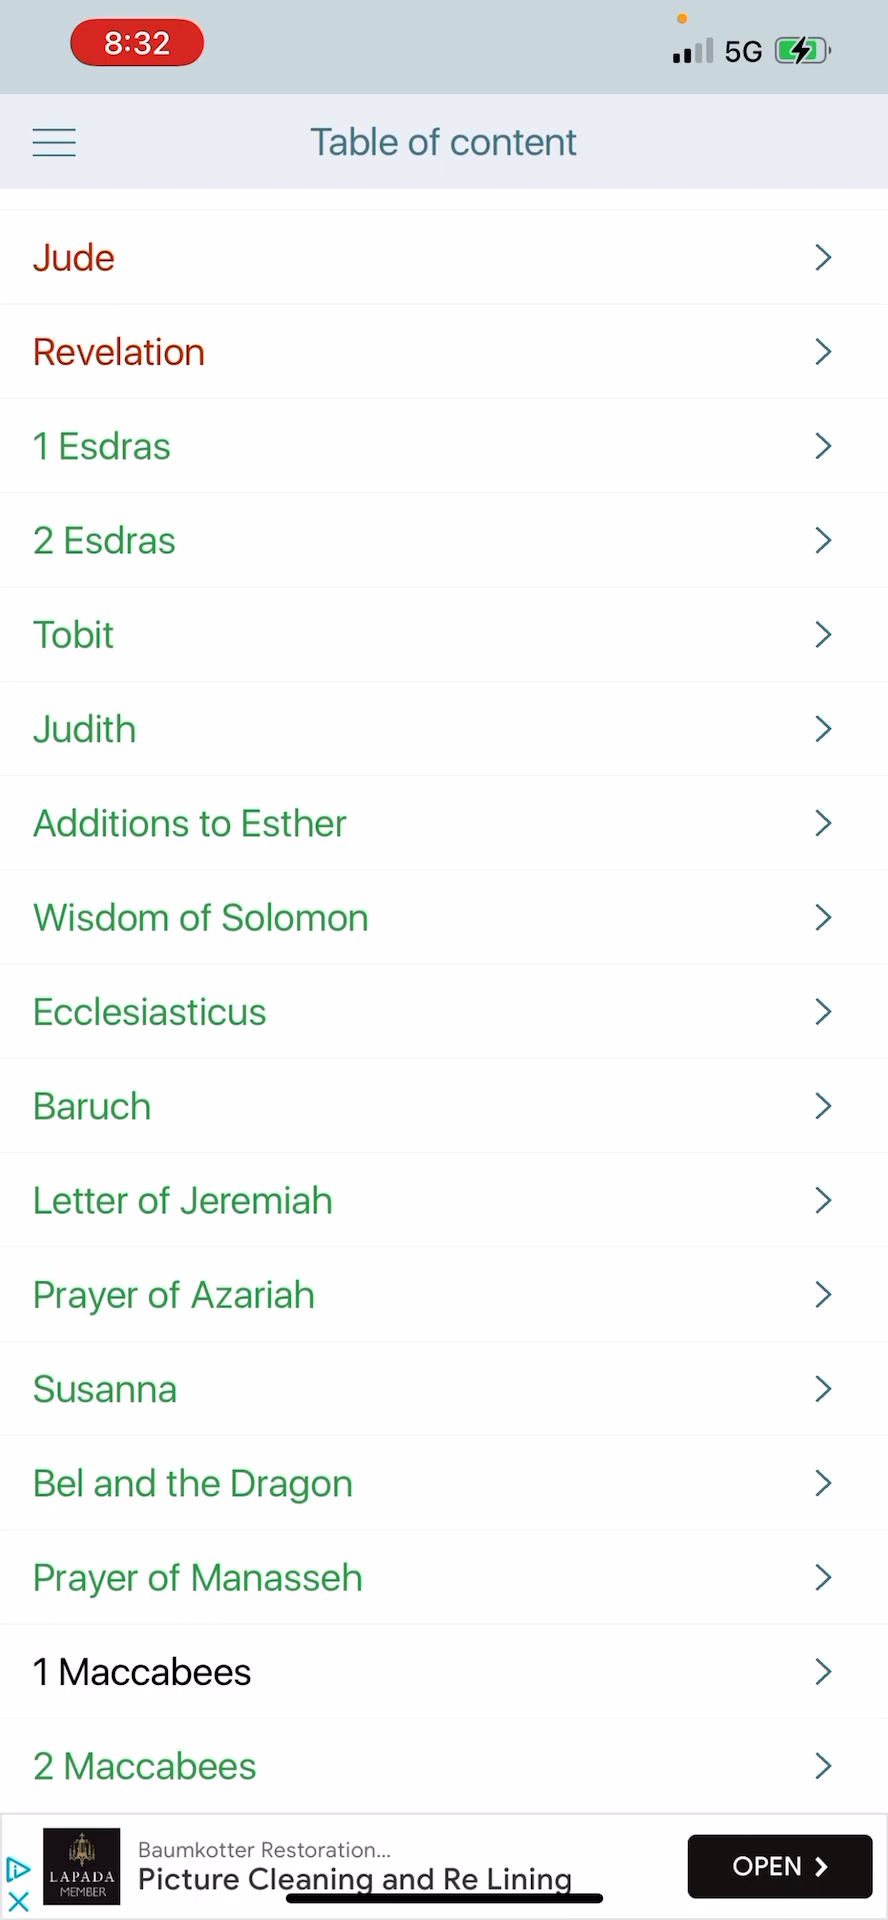 8:32
5G
Table of content
Jude
Revelation
1 Esdras
2 Esdras
Tobit
Judith
Additions to Esther
Wisdom of Solomon
Ecclesiasticus
Baruch
Letter of Jeremiah
Prayer of Azariah
Susanna
Bel and the Dragon
Prayer of Manasseh
1 Maccabees
2 Maccabees
LAPADA
MEMBER
Baumkotter Restoration...
Picture Cleaning and Re Lining
OPEN